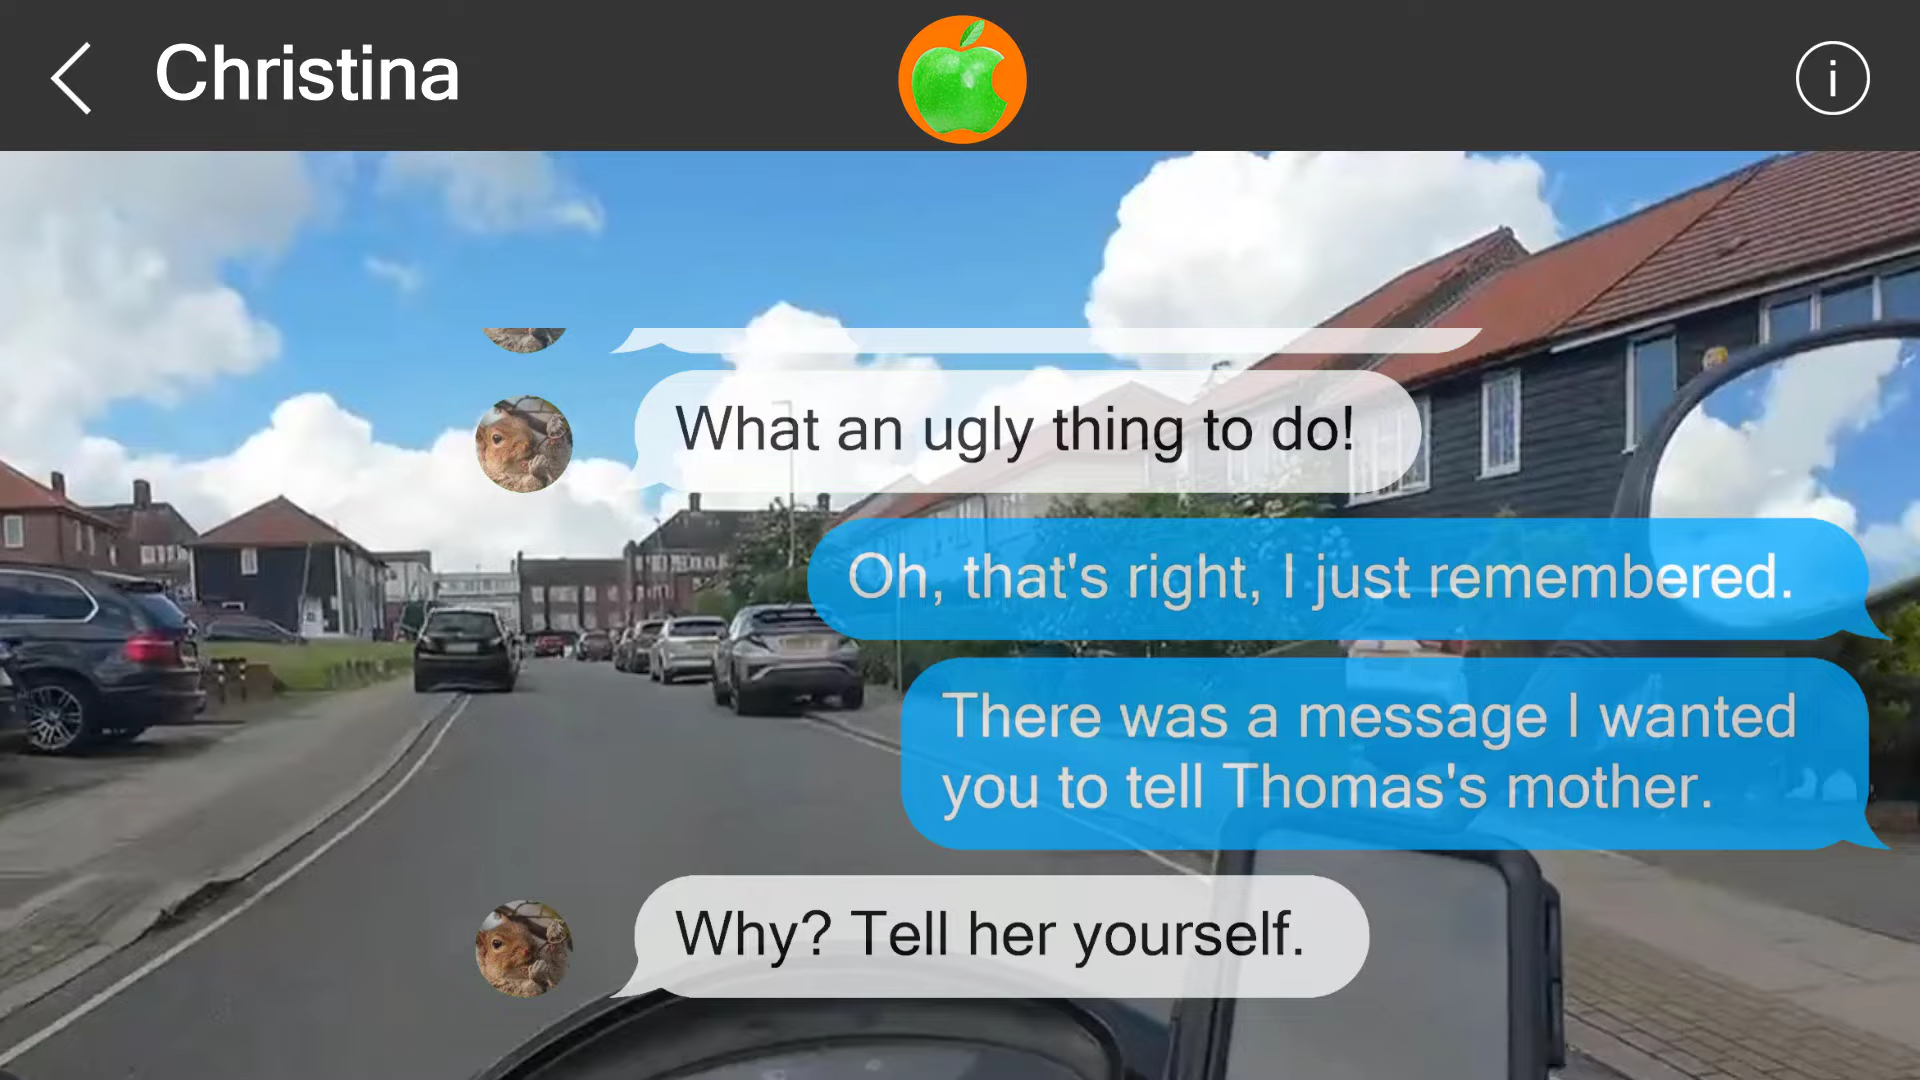 Christina
What an ugly thing to do!
Oh, that's right, I just remembered.
There was a message I wanted
you to tell Thomas's mother.
Why? Tell her yourself.